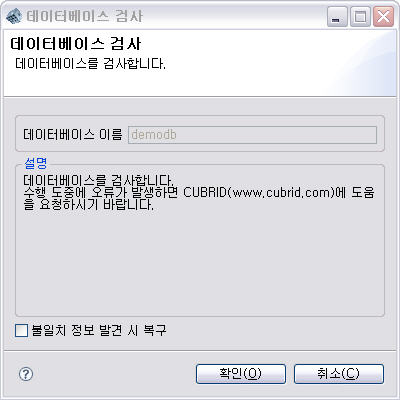 데이터베이스 검사
데이터베이스 검사
데이터베이스를 검사합니다.
데이터베이스 이름 demodb
설명
데이터베이스를 검사합니다.
수행 도중에 오류가 발생하면 CUBRID(www.cubrid.com)에 도움
을 요청하시기 바랍니다.
불일치 정보 발견 시 복구
?
확인(O) 취소(C)